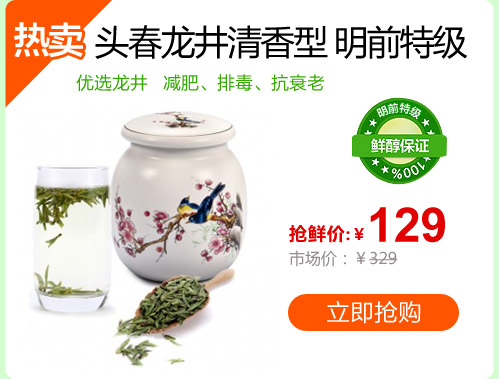 热卖
头春龙井清香型 明前特级
优选龙井 减肥、排毒、抗衰老
明前特级
鲜醇保证
100%
抢鲜价:¥129
市场价：¥329
立即抢购